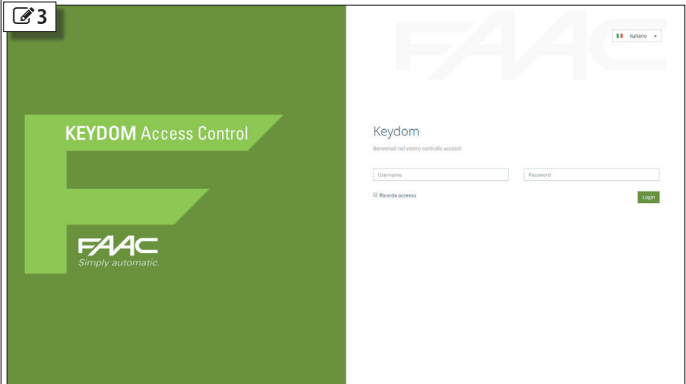 3
FAAC
Italiano
KEYDOM Access Control
FAAC
Simply automatic.
Keydom
Benvenuti nel vostro controllo accessi!
Username
Password
Ricorda accesso
Login